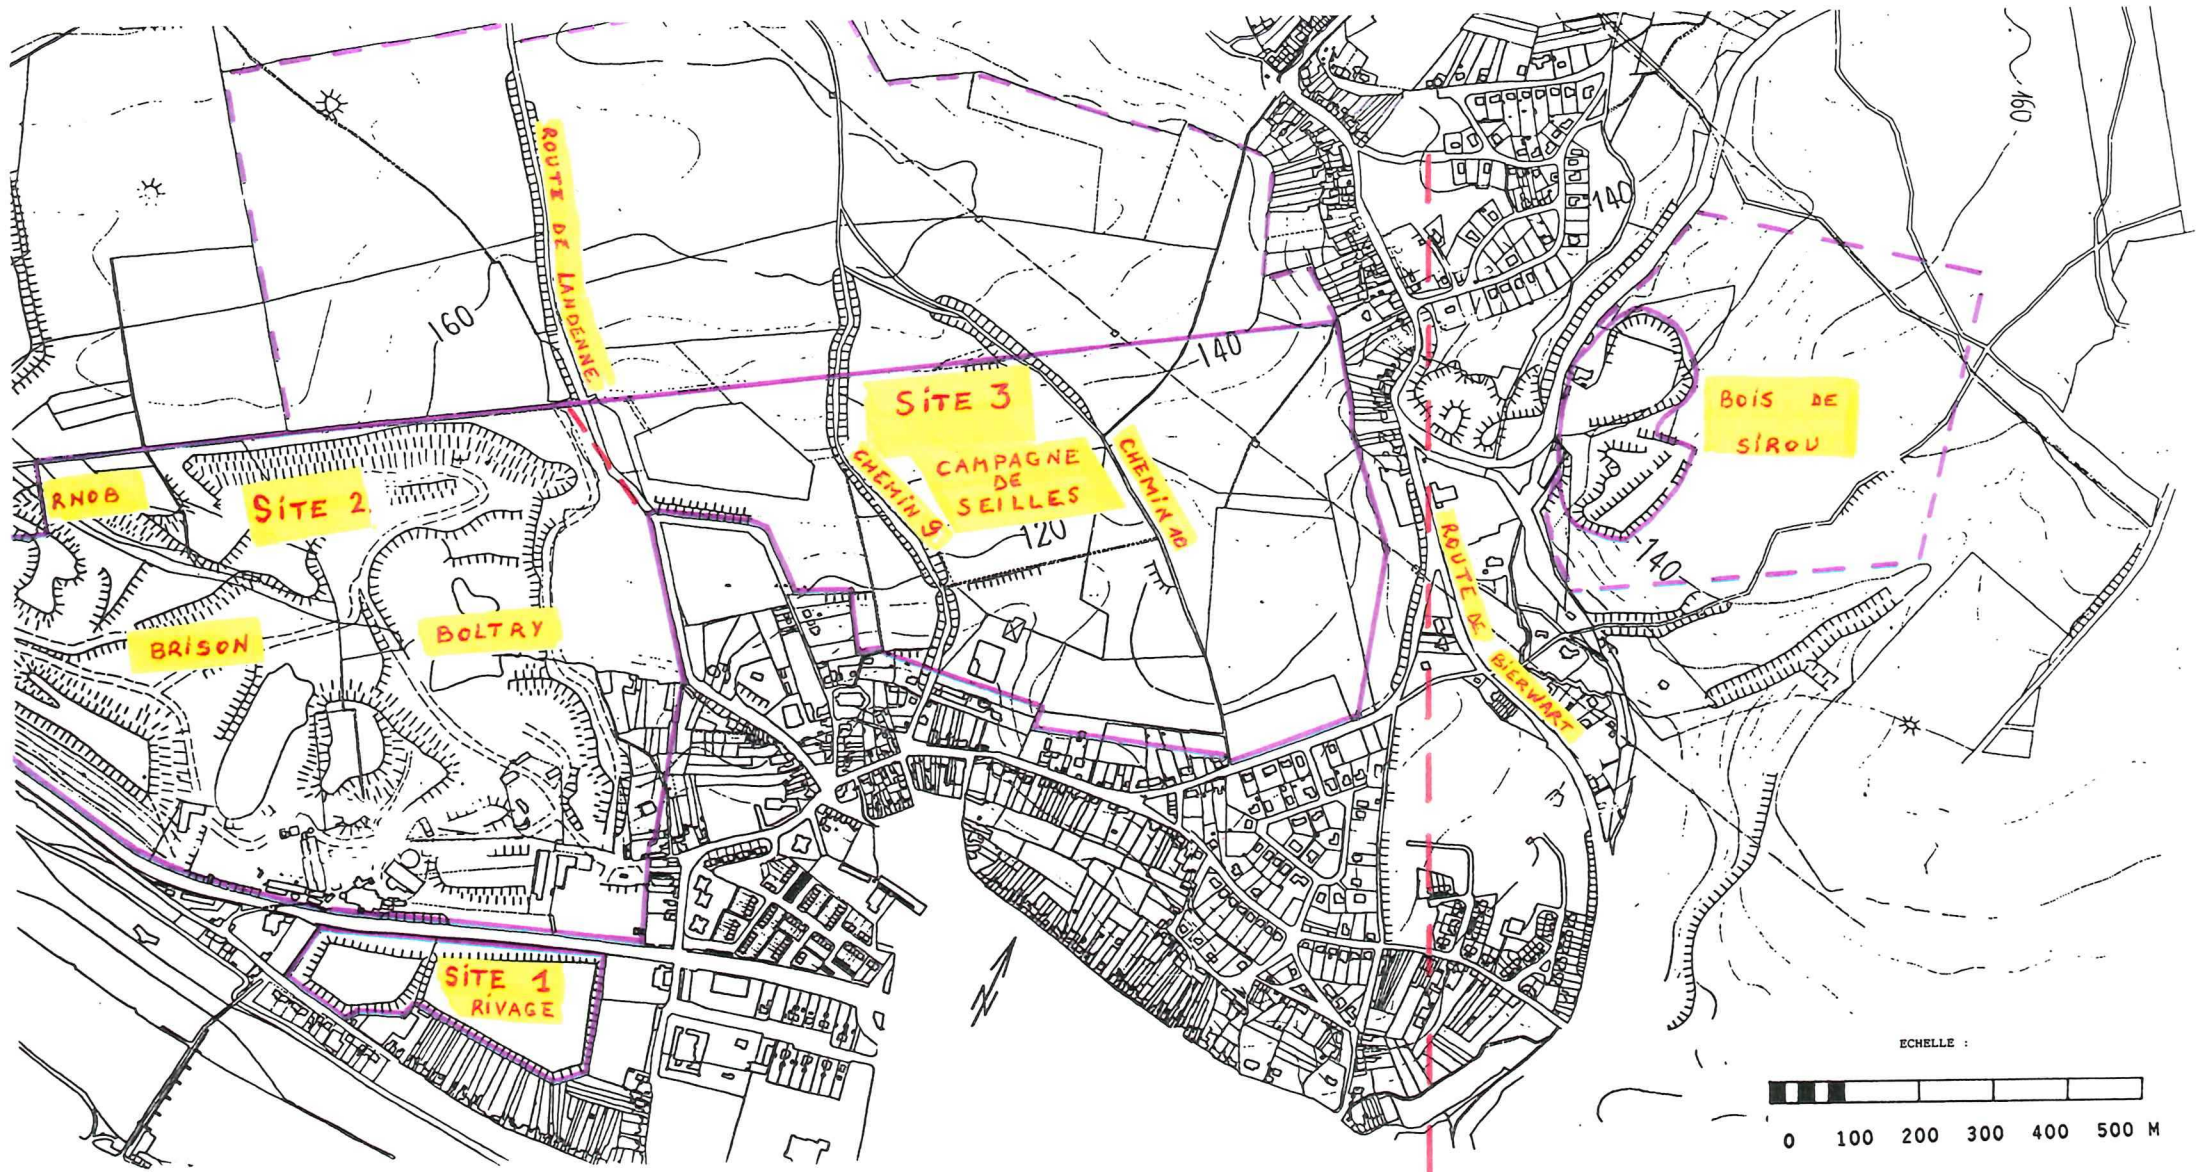 160
ROUTE DE LANDENNE
140
160
140
SITE 3
BOIS DE
SIROU
RNOB
SITE 2.
CHEMIN 9
CAMPAGNE
DE
SEILLES
CHEMIN 10
120
140
ROUTE DE
BIERWART
BRISON
BOLTRY
SITE 1
RIVAGE
N
ECHELLE :
0 100 200 300 400 500 M